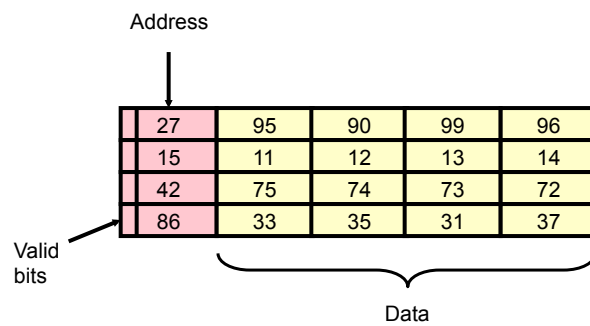 Address
27 95 90 99 96
15 11 12 13 14
42 75 74 73 72
86 33 35 31 37
Valid
bits
Data